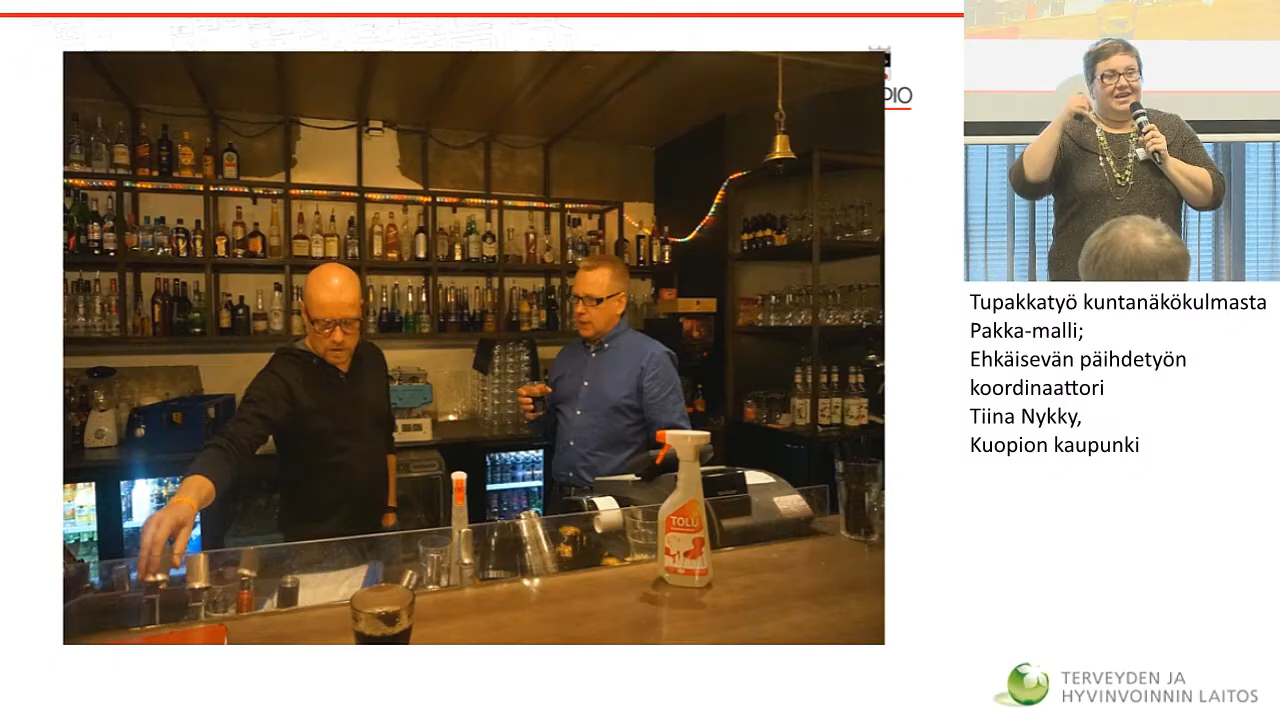 PIO
TOLU
Tupakkatyö kuntanäkökulmasta
Pakka-malli;
Ehkäisevän päihdetyön
koordinaattori
Tiina Nykky,
Kuopion kaupunki
TERVEYDEN JA
HYVINVOINNIN LAITOS